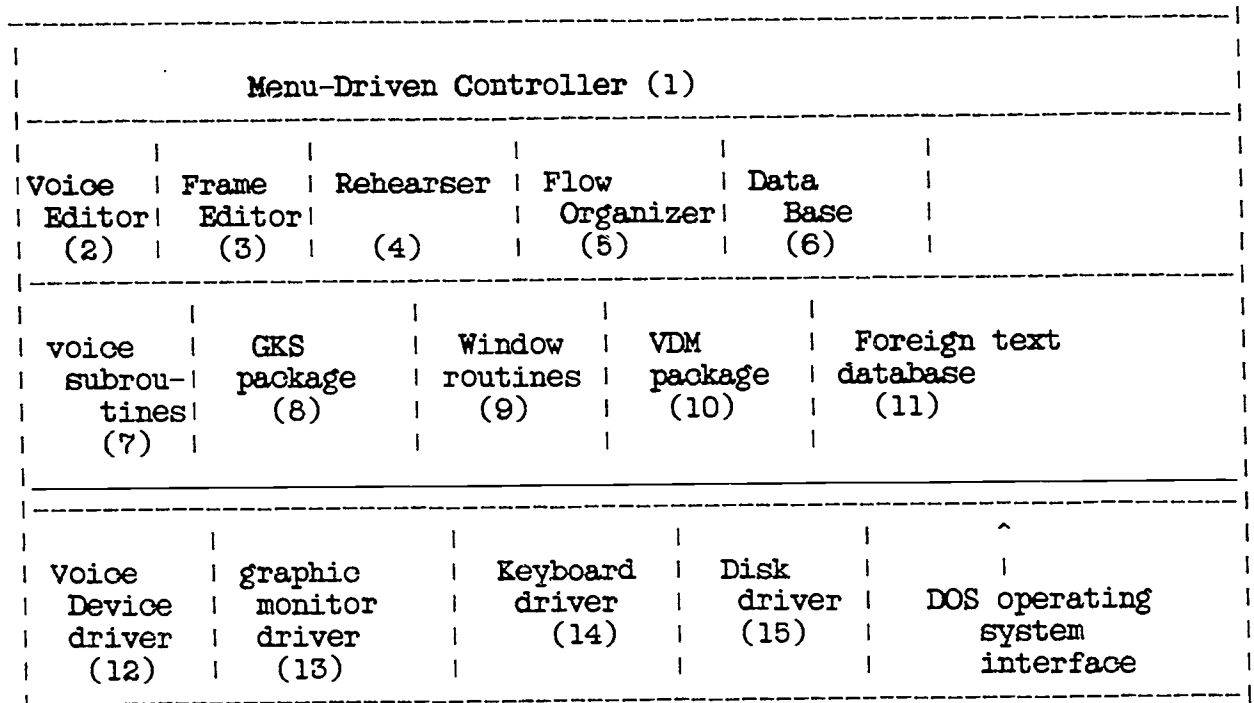 Menu-Driven Controller (1)
Voice Editor (2)
Frame Editor (3)
Rehearser (4)
Flow Organizer (5)
Data Base (6)
voice subrou- tines (7)
GKS package (8)
Window routines (9)
VDM package (10)
Foreign text database (11)
Voice Device driver (12)
graphic monitor driver (13)
Keyboard driver (14)
Disk driver (15)
DOS operating system interface